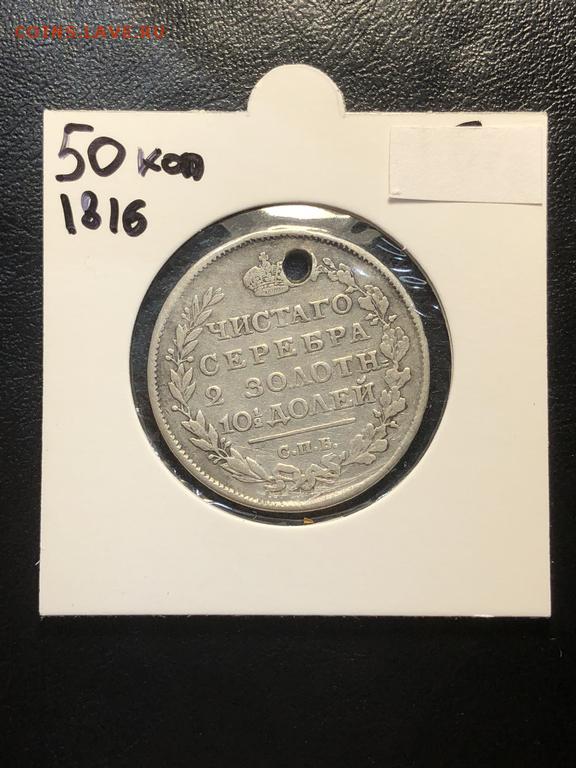 COINS.LAVE.RU
50 коп
1816
ЧИСТАГО
СЕРЕБРА
2 ЗОЛОТН.
10½ ДОЛЕЙ
С.П.Б.